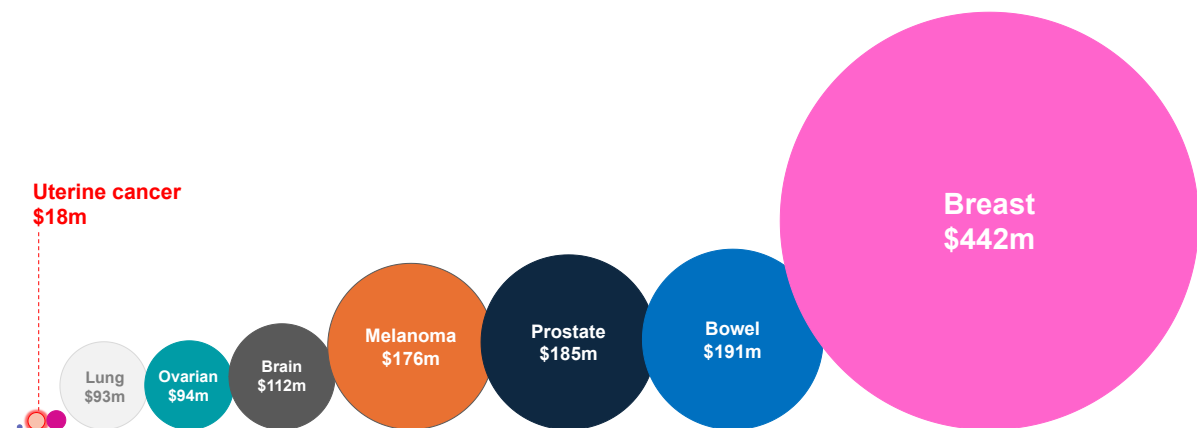 Uterine cancer
$18m
Lung
$93m
Ovarian
$94m
Brain
$112m
Melanoma
$176m
Prostate
$185m
Bowel
$191m
Breast
$442m